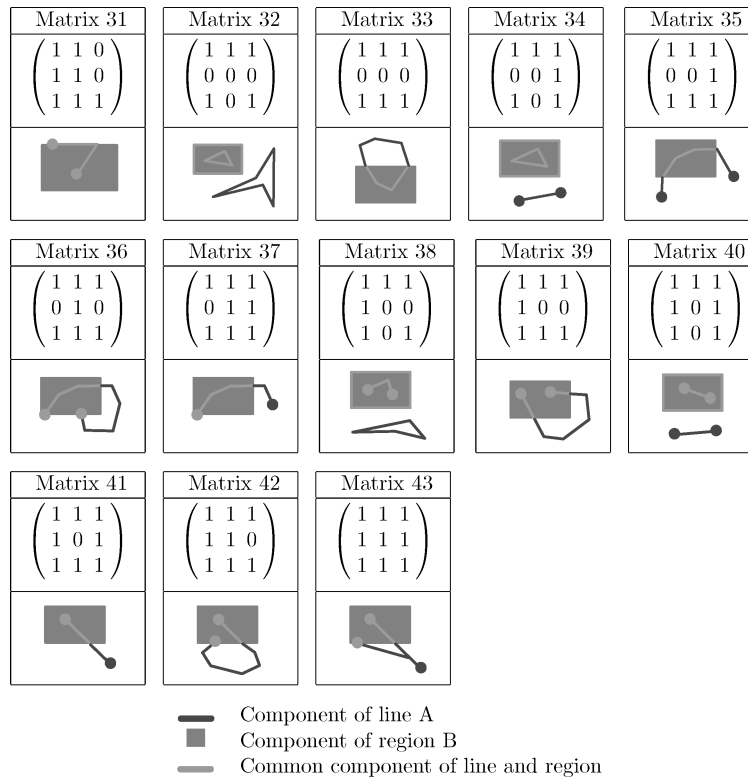 Matrix 31 Matrix 32 Matrix 33 Matrix 34 Matrix 35
1 1 0 1 1 1 1 1 1 1 1 1 1 1 1
1 1 0 0 0 0 0 0 0 0 0 1 0 0 1
1 1 1 1 0 1 1 1 1 1 0 1 1 1 1
Matrix 36 Matrix 37 Matrix 38 Matrix 39 Matrix 40
1 1 1 1 1 1 1 1 1 1 1 1 1 1 1
0 1 0 0 1 1 1 0 0 1 0 0 1 0 1
1 1 1 1 1 1 1 0 1 1 1 1 1 0 1
Matrix 41 Matrix 42 Matrix 43
1 1 1 1 1 1 1 1 1
1 0 1 1 1 0 1 1 1
1 1 1 1 1 1 1 1 1
Component of line A
Component of region B
Common component of line and region